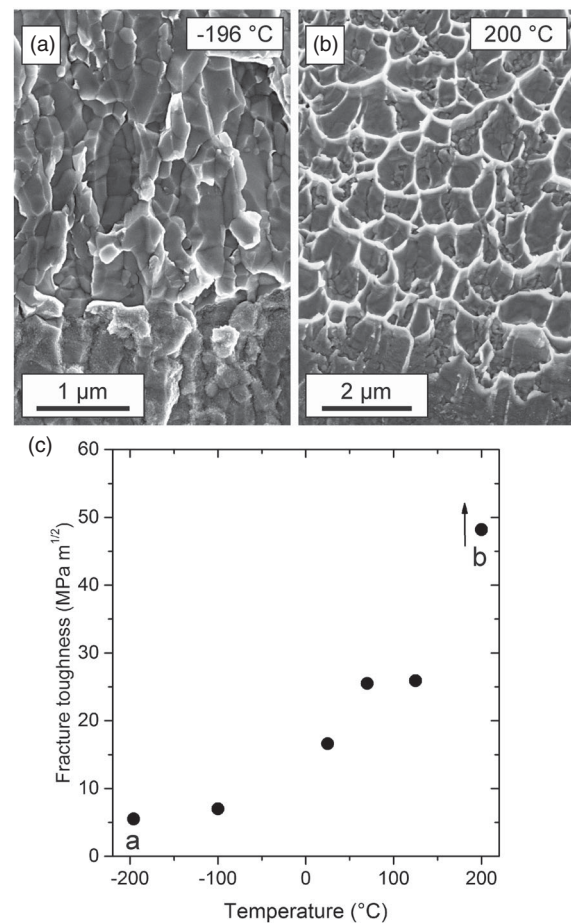 (a) -196 °C
(b) 200 °C
1 µm
2 µm
(c)
Fracture toughness (MPa m1/2)
60
50
40
30
20
10
0
b
a
-200 -100 0 100 200
Temperature (°C)